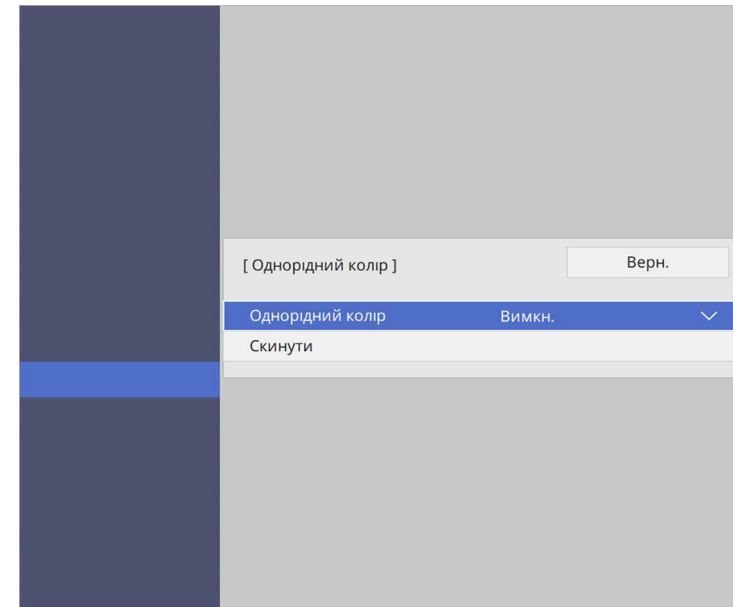 [ Однорідний колір ]
Верн.
Однорідний колір Вимкн.
Скинути